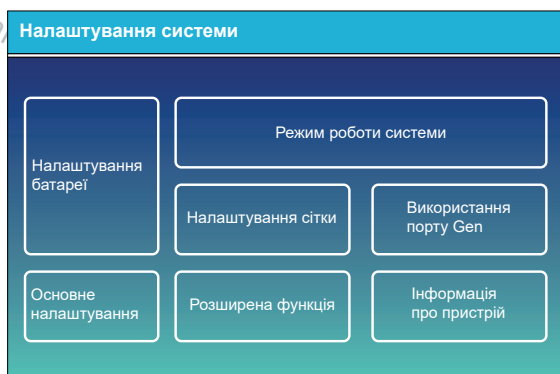 Налаштування системи
Режим роботи системи
Налаштування
батареї
Налаштування сітки
Використання
порту Gen
Основне
налаштування
Розширена функція
Інформація
про пристрій